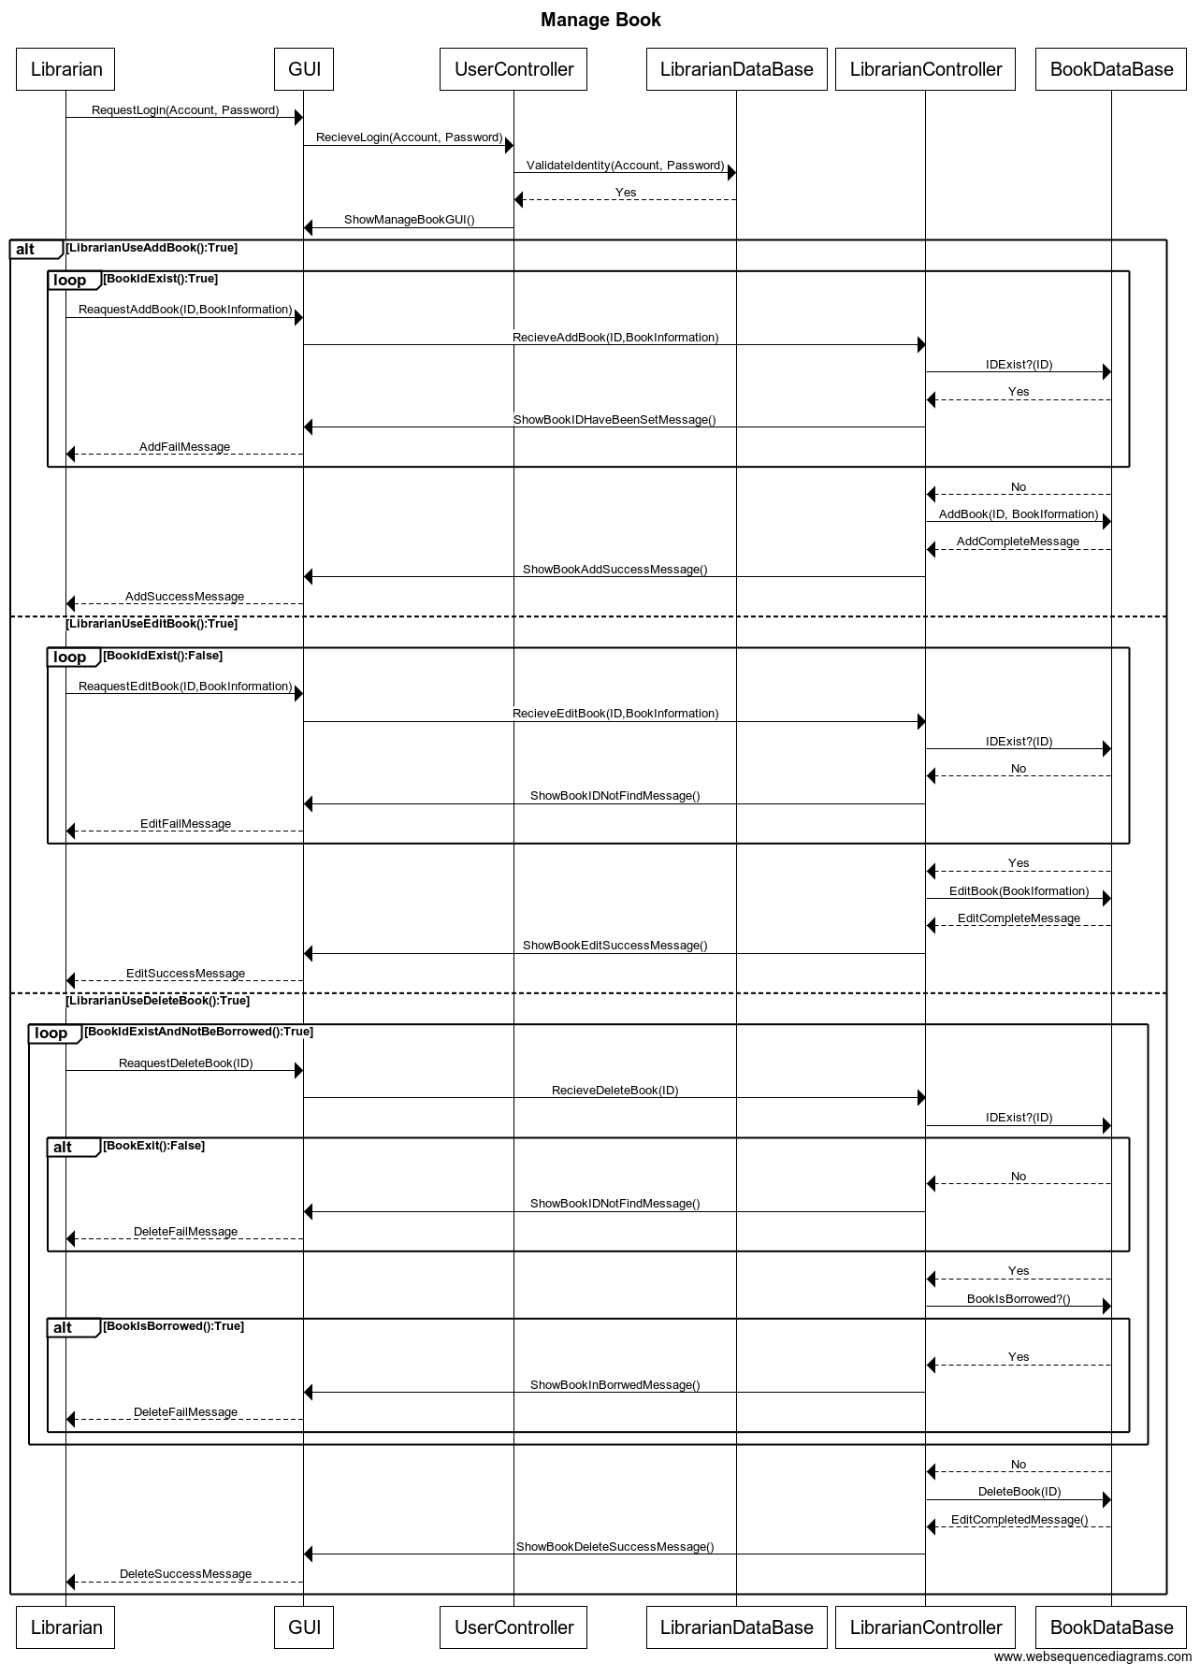 Manage Book
Librarian GUI UserController LibrarianDataBase LibrarianController BookDataBase
RequestLogin(Account, Password)
RecieveLogin(Account, Password)
ValidateIdentity(Account, Password)
Yes
ShowManageBookGUI()
alt [LibrarianUseAddBook():True]
loop [BookIdExist():True]
ReaquestAddBook(ID,BookInformation)
RecieveAddBook(ID,BookInformation)
IDExist?(ID)
Yes
ShowBookIDHaveBeenSetMessage()
AddFailMessage
No
AddBook(ID, BookIformation)
AddCompleteMessage
ShowBookAddSuccessMessage()
AddSuccessMessage
[LibrarianUseEditBook():True]
loop [BookIdExist():False]
ReaquestEditBook(ID,BookInformation)
RecieveEditBook(ID,BookInformation)
IDExist?(ID)
No
ShowBookIDNotFindMessage()
EditFailMessage
Yes
EditBook(BookIformation)
EditCompleteMessage
ShowBookEditSuccessMessage()
EditSuccessMessage
[LibrarianUseDeleteBook():True]
loop [BookIdExistAndNotBeBorrowed():True]
ReaquestDeleteBook(ID)
RecieveDeleteBook(ID)
IDExist?(ID)
alt [BookExit():False]
No
ShowBookIDNotFindMessage()
DeleteFailMessage
Yes
BookIsBorrowed?()
alt [BookIsBorrowed():True]
Yes
ShowBookInBorrwedMessage()
DeleteFailMessage
No
DeleteBook(ID)
EditCompletedMessage()
ShowBookDeleteSuccessMessage()
DeleteSuccessMessage
Librarian GUI UserController LibrarianDataBase LibrarianController BookDataBase
www.websequencediagrams.com